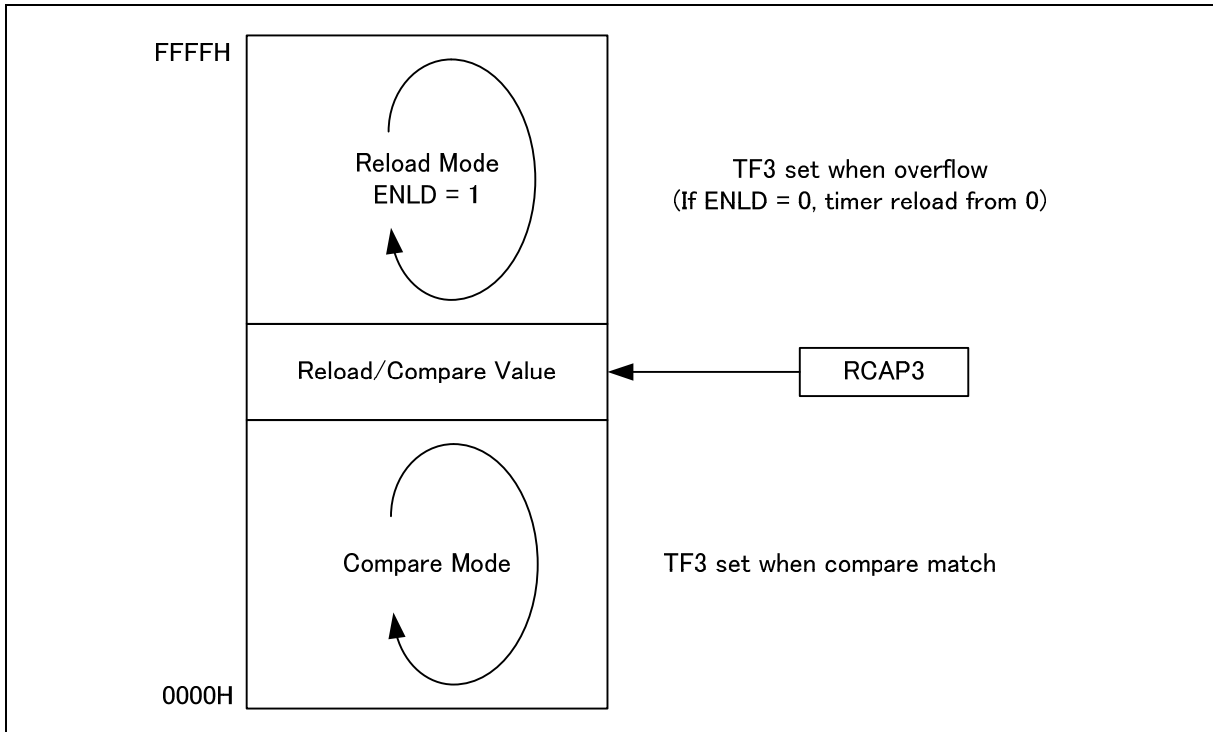 FFFFH
Reload Mode
ENLD = 1
TF3 set when overflow
(If ENLD = 0, timer reload from 0)
Reload/Compare Value
RCAP3
Compare Mode
TF3 set when compare match
0000H